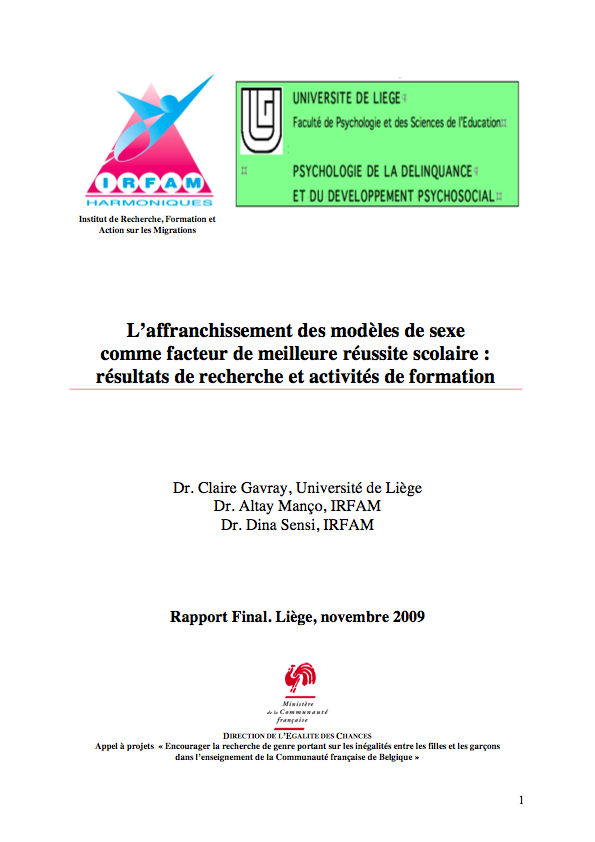 IRFAM
HARMONIQUES
Institut de Recherche, Formation et
Action sur les Migrations
UNIVERSITE DE LIEGE¶
Faculté de Psychologie et des Sciences de l'Education¤
¤
PSYCHOLOGIE DE LA DELINQUANCE¶
ET DU DEVELOPPEMENT PSYCHOSOCIAL¤
L'affranchissement des modèles de sexe
comme facteur de meilleure réussite scolaire :
résultats de recherche et activités de formation
Dr. Claire Gavray, Université de Liège
Dr. Altay Manço, IRFAM
Dr. Dina Sensi, IRFAM
Rapport Final. Liège, novembre 2009
Ministère
de la Communauté
française
DIRECTION DE L'EGALITE DES CHANCES
Appel à projets « Encourager la recherche de genre portant sur les inégalités entre les filles et les garçons
dans l'enseignement de la Communauté française de Belgique »
1